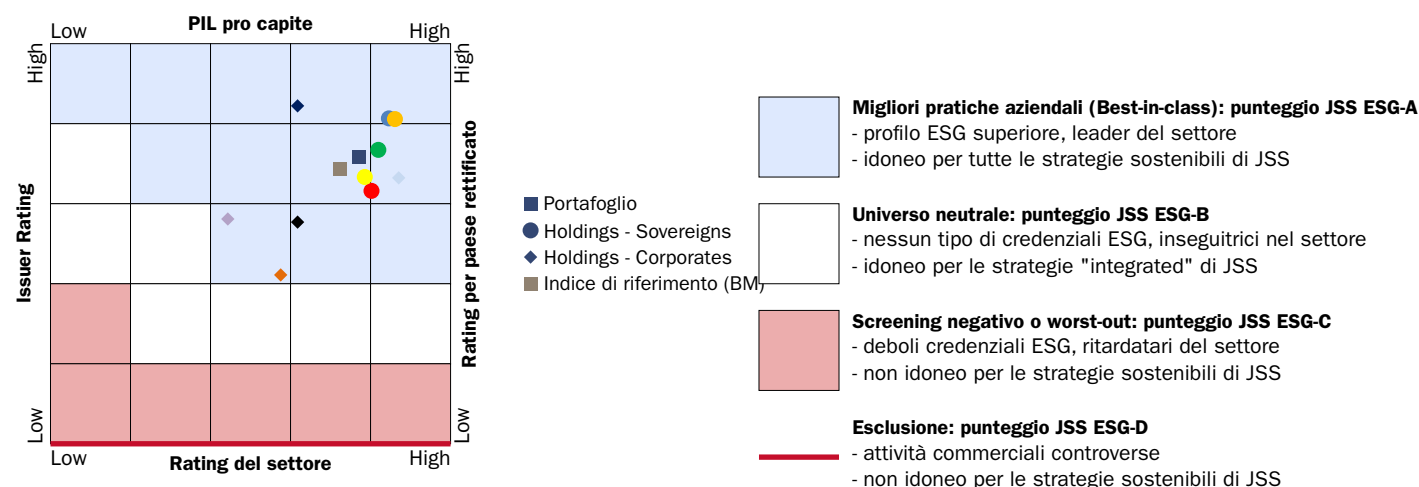 PIL pro capite
Low
High
High
High
Issuer Rating
Rating per paese rettificato
Low
Low
Low
Rating del settore
High
Portafoglio
Holdings - Sovereigns
Holdings - Corporates
Indice di riferimento (BM)
Migliori pratiche aziendali (Best-in-class): punteggio JSS ESG-A
- profilo ESG superiore, leader del settore
- idoneo per tutte le strategie sostenibili di JSS
Universo neutrale: punteggio JSS ESG-B
- nessun tipo di credenziali ESG, inseguitrici nel settore
- idoneo per le strategie "integrated" di JSS
Screening negativo o worst-out: punteggio JSS ESG-C
- deboli credenziali ESG, ritardatari del settore
- non idoneo per le strategie sostenibili di JSS
Esclusione: punteggio JSS ESG-D
- attività commerciali controverse
- non idoneo per le strategie sostenibili di JSS